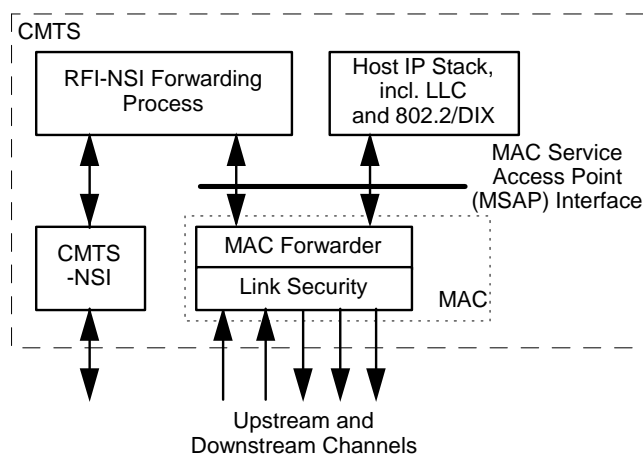 CMTS
RFI-NSI Forwarding
Process
Host IP Stack,
incl. LLC
and 802.2/DIX
MAC Service
Access Point
(MSAP) Interface
CMTS
-NSI
MAC Forwarder
Link Security
MAC
Upstream and
Downstream Channels